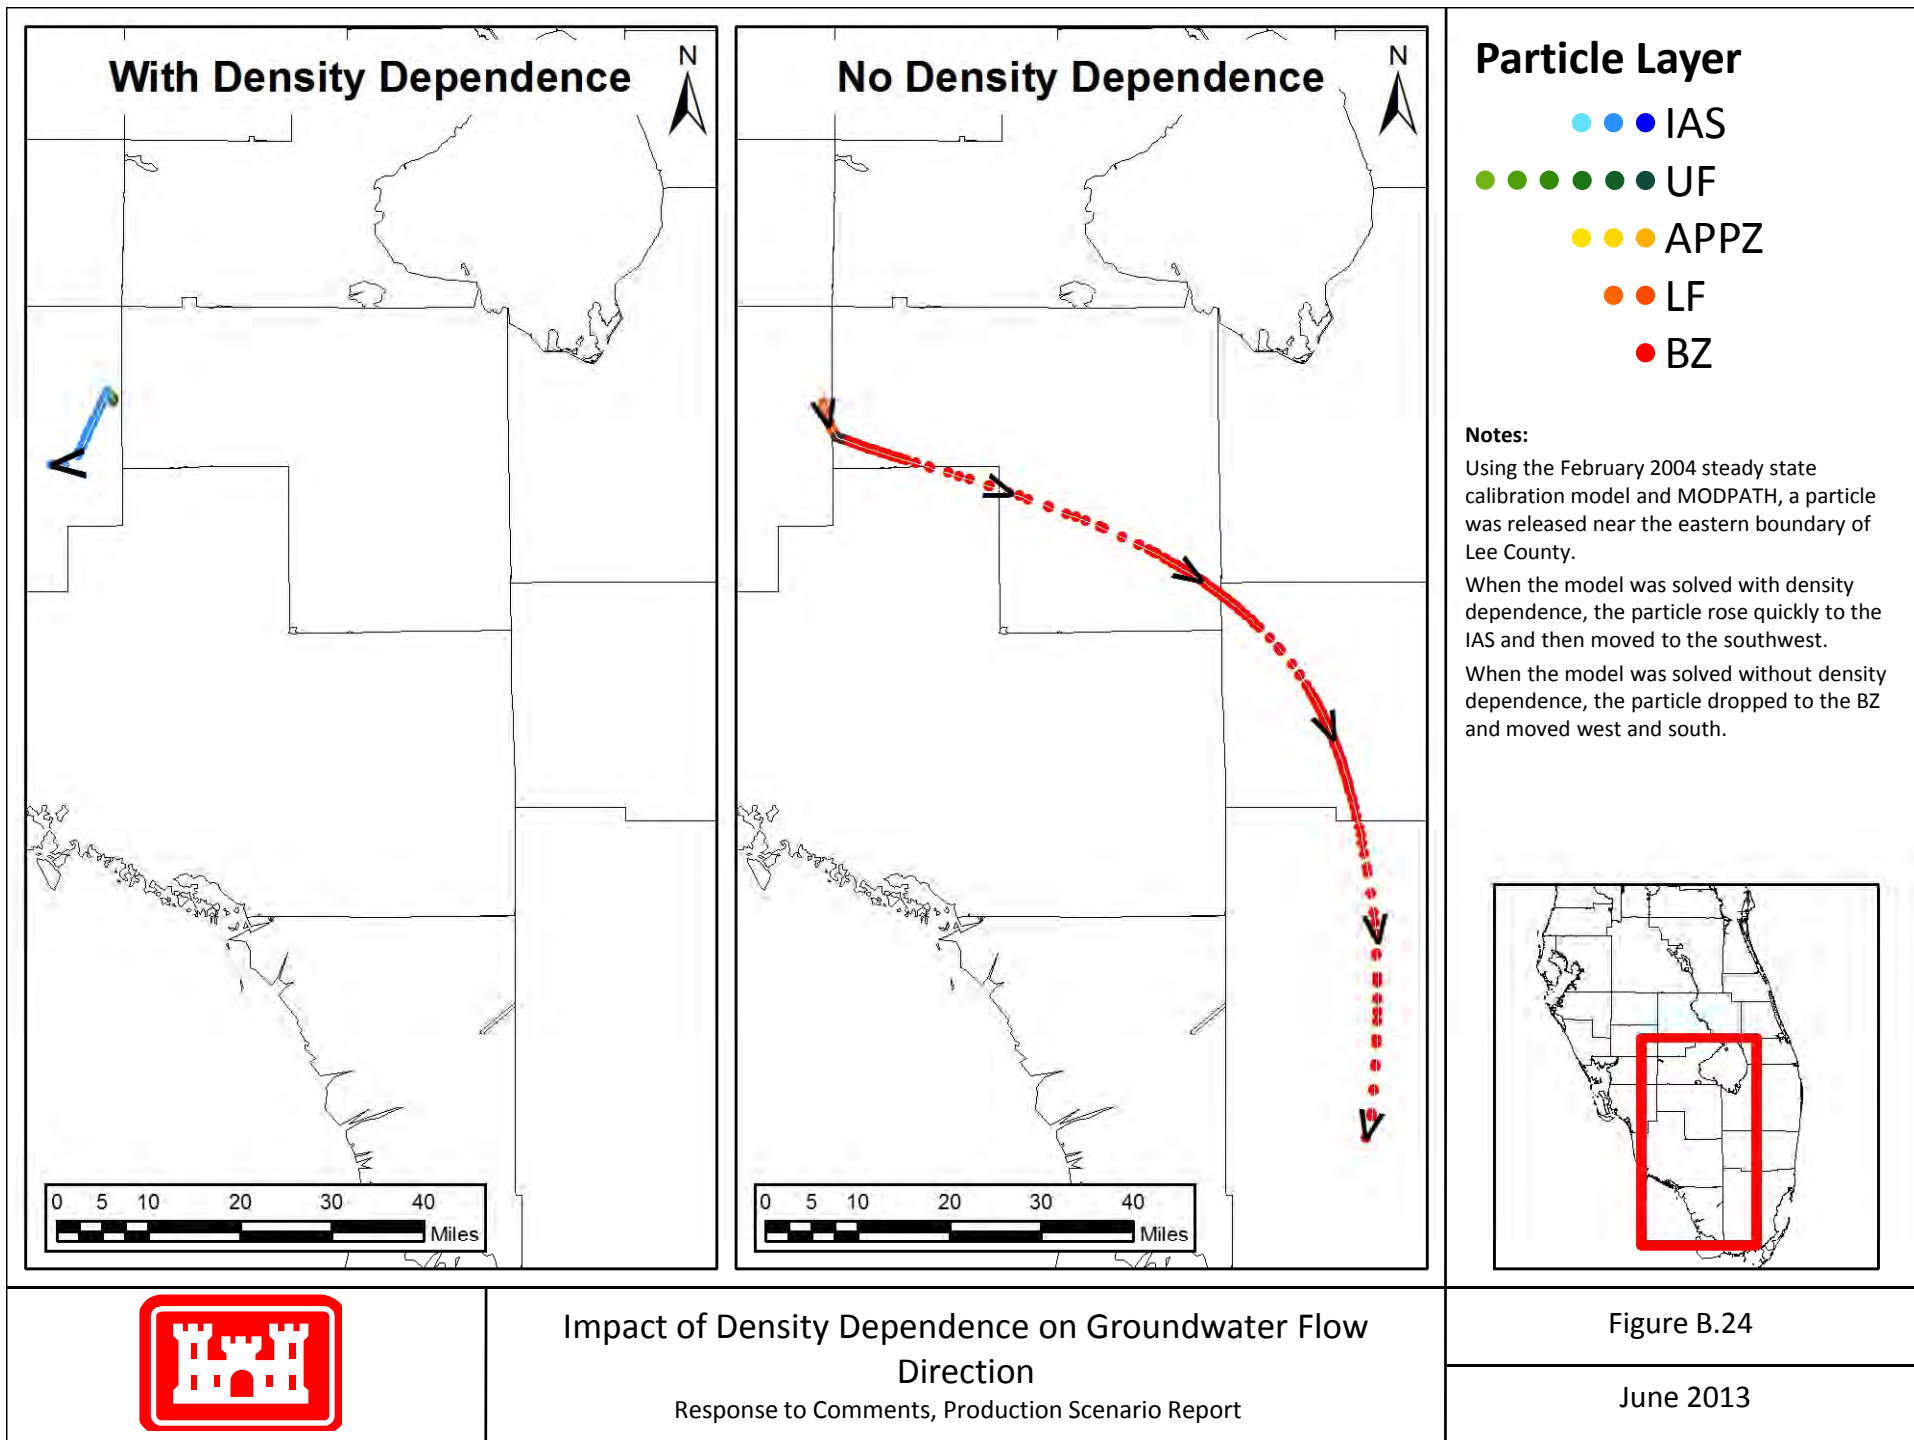 With Density Dependence
N
0 5 10 20 30 40
Miles
No Density Dependence
N
0 5 10 20 30 40
Miles
Particle Layer
IAS
UF
APPZ
LF
BZ
Notes:
Using the February 2004 steady state
calibration model and MODPATH, a particle
was released near the eastern boundary of
Lee County.
When the model was solved with density
dependence, the particle rose quickly to the
IAS and then moved to the southwest.
When the model was solved without density
dependence, the particle dropped to the BZ
and moved west and south.
Impact of Density Dependence on Groundwater Flow
Direction
Response to Comments, Production Scenario Report
Figure B.24
June 2013